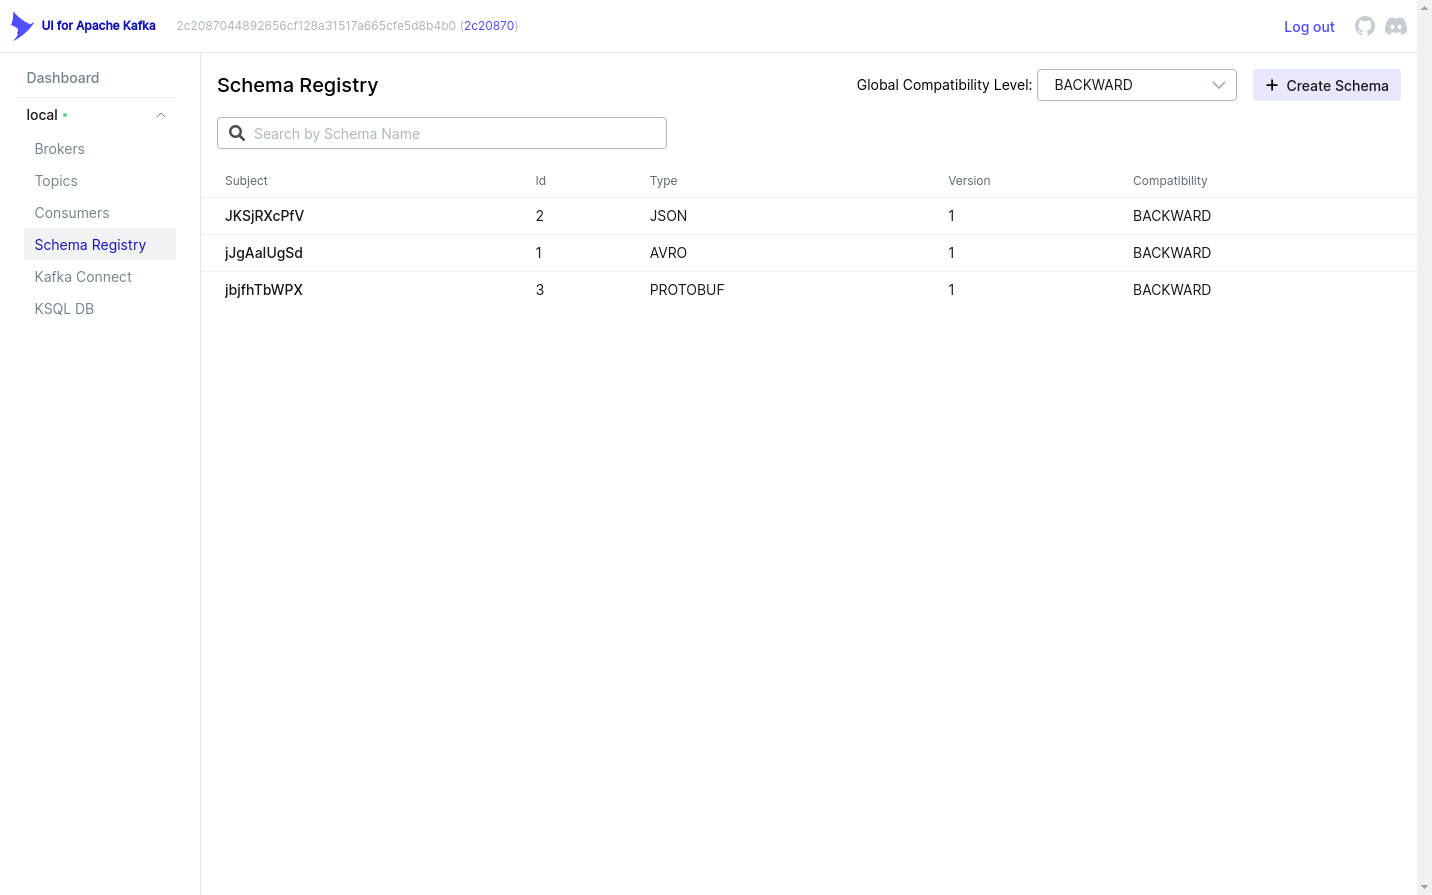 UI for Apache Kafka 2c2087044892656cf128a31517a665cfe5d8b4b0 (2c20870) Log out
Dashboard
local
Brokers
Topics
Consumers
Schema Registry
Kafka Connect
KSQL DB
Schema Registry
Global Compatibility Level: BACKWARD
Create Schema
Search by Schema Name
Subject Id Type Version Compatibility
JKSjRXcPfV 2 JSON 1 BACKWARD
jJgAalUgSd 1 AVRO 1 BACKWARD
jbjfhTbWPX 3 PROTOBUF 1 BACKWARD